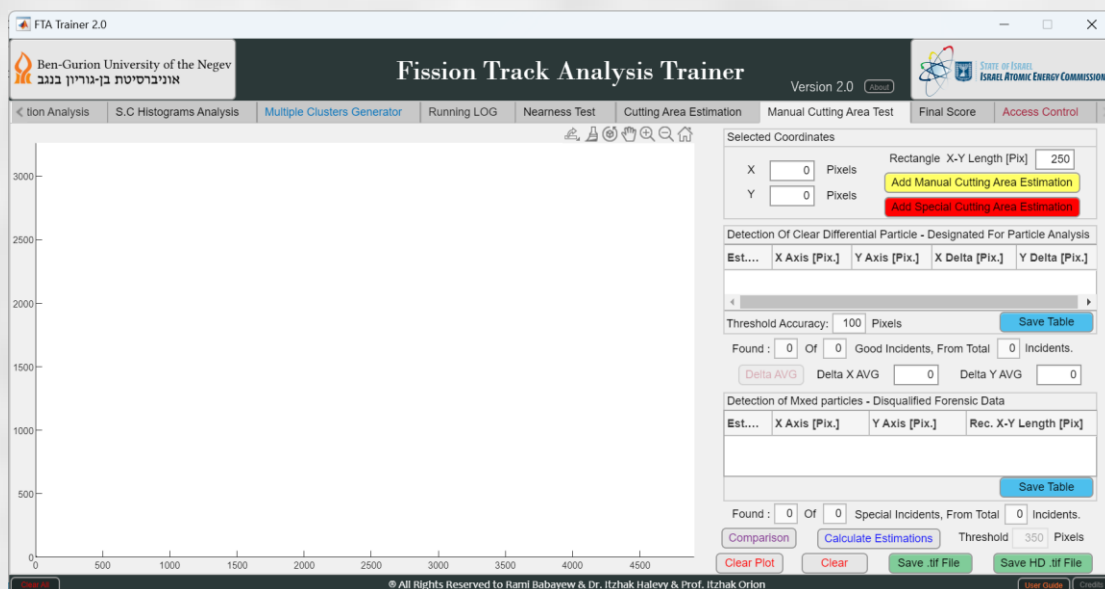 FTA Trainer 2.0
Ben-Gurion University of the Negev
אוניברסיטת בן-גוריון בנגב
Fission Track Analysis Trainer
Version 2.0 About
STATE OF ISRAEL
ISRAEL ATOMIC ENERGY COMMISSION
tion Analysis S.C Histograms Analysis Multiple Clusters Generator Running LOG Nearness Test Cutting Area Estimation Manual Cutting Area Test Final Score Access Control
3000
2500
2000
1500
1000
500
0
0 500 1000 1500 2000 2500 3000 3500 4000 4500
Selected Coordinates
X 0 Pixels
Y 0 Pixels
Rectangle X-Y Length [Pix] 250
Add Manual Cutting Area Estimation
Add Special Cutting Area Estimation
Detection Of Clear Differential Particle - Designated For Particle Analysis
Est.... X Axis [Pix.] Y Axis [Pix.] X Delta [Pix.] Y Delta [Pix.]
Threshold Accuracy: 100 Pixels Save Table
Found : 0 Of 0 Good Incidents, From Total 0 Incidents.
Delta AVG Delta X AVG 0 Delta Y AVG 0
Detection of Mxed particles - Disqualified Forensic Data
Est.... X Axis [Pix.] Y Axis [Pix.] Rec. X-Y Length [Pix]
Save Table
Found : 0 Of 0 Special Incidents, From Total 0 Incidents.
Comparison Calculate Estimations Threshold 350 Pixels
Clear Plot Clear Save .tif File Save HD .tif File
Clear All ® All Rights Reserved to Rami Babayew & Dr. Itzhak Halevy & Prof. Itzhak Orion User Guide Credits